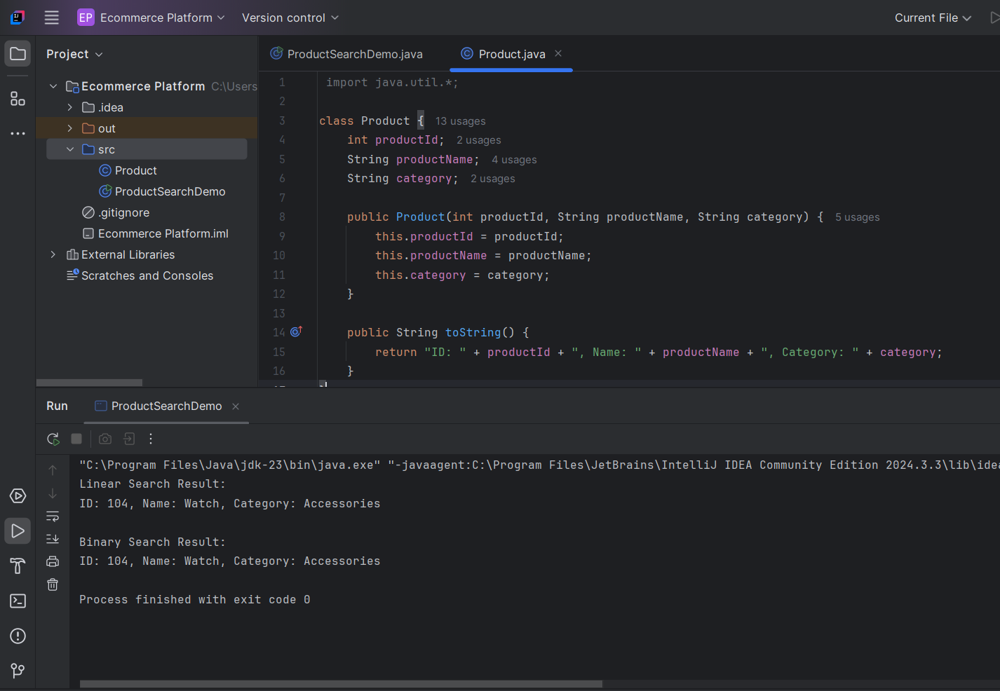 EP Ecommerce Platform Version control Current File
Project
Ecommerce Platform C:\Users
.idea
out
src
Product
ProductSearchDemo
.gitignore
Ecommerce Platform.iml
External Libraries
Scratches and Consoles
ProductSearchDemo.java Product.java
1 import java.util.*;
2
3 class Product { 13 usages
4 int productId; 2 usages
5 String productName; 4 usages
6 String category; 2 usages
7
8 public Product(int productId, String productName, String category) { 5 usages
9 this.productId = productId;
10 this.productName = productName;
11 this.category = category;
12 }
13
14 public String toString() {
15 return "ID: " + productId + ", Name: " + productName + ", Category: " + category;
16 }
Run ProductSearchDemo
"C:\Program Files\Java\jdk-23\bin\java.exe" "-javaagent:C:\Program Files\JetBrains\IntelliJ IDEA Community Edition 2024.3.3\lib\idea
Linear Search Result:
ID: 104, Name: Watch, Category: Accessories
Binary Search Result:
ID: 104, Name: Watch, Category: Accessories
Process finished with exit code 0